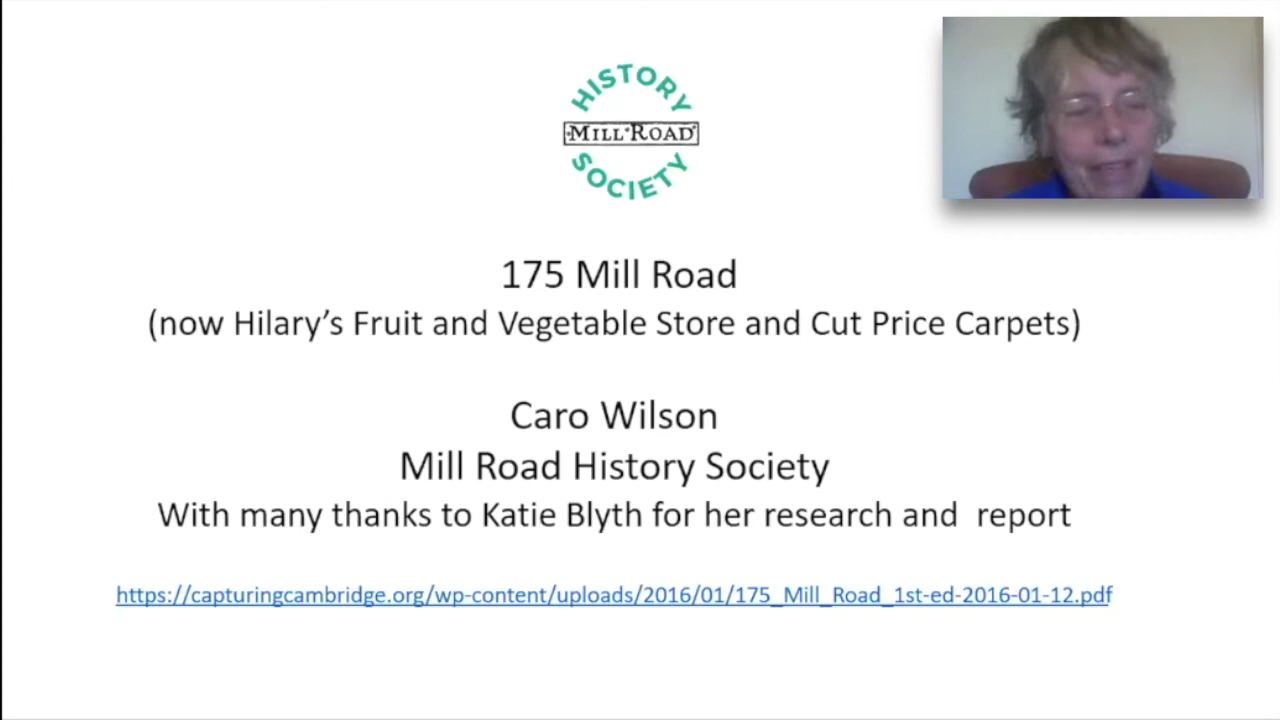 HISTORY
MILL ROAD
SOCIETY
175 Mill Road
(now Hilary’s Fruit and Vegetable Store and Cut Price Carpets)
Caro Wilson
Mill Road History Society
With many thanks to Katie Blyth for her research and  report
https://capturingcambridge.org/wp-content/uploads/2016/01/175_Mill_Road_1st-ed-2016-01-12.pdf